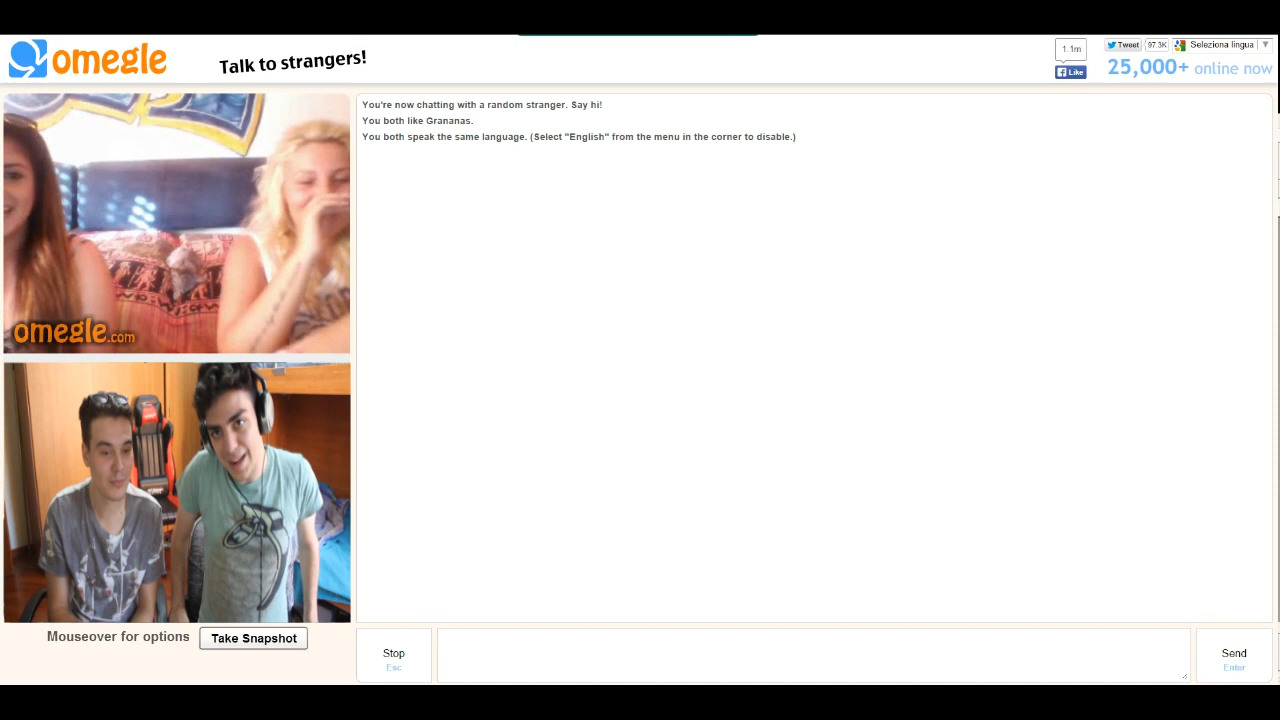 omegle
Talk to strangers!
1.1m
Like
Tweet
97.3K
Seleziona lingua
▼
25,000+ online now
You're now chatting with a random stranger. Say hi!
You both like Grananas.
You both speak the same language. (Select "English" from the menu in the corner to disable.)
omegle.com
Mouseover for options
Take Snapshot
Stop
Esc
Send
Enter